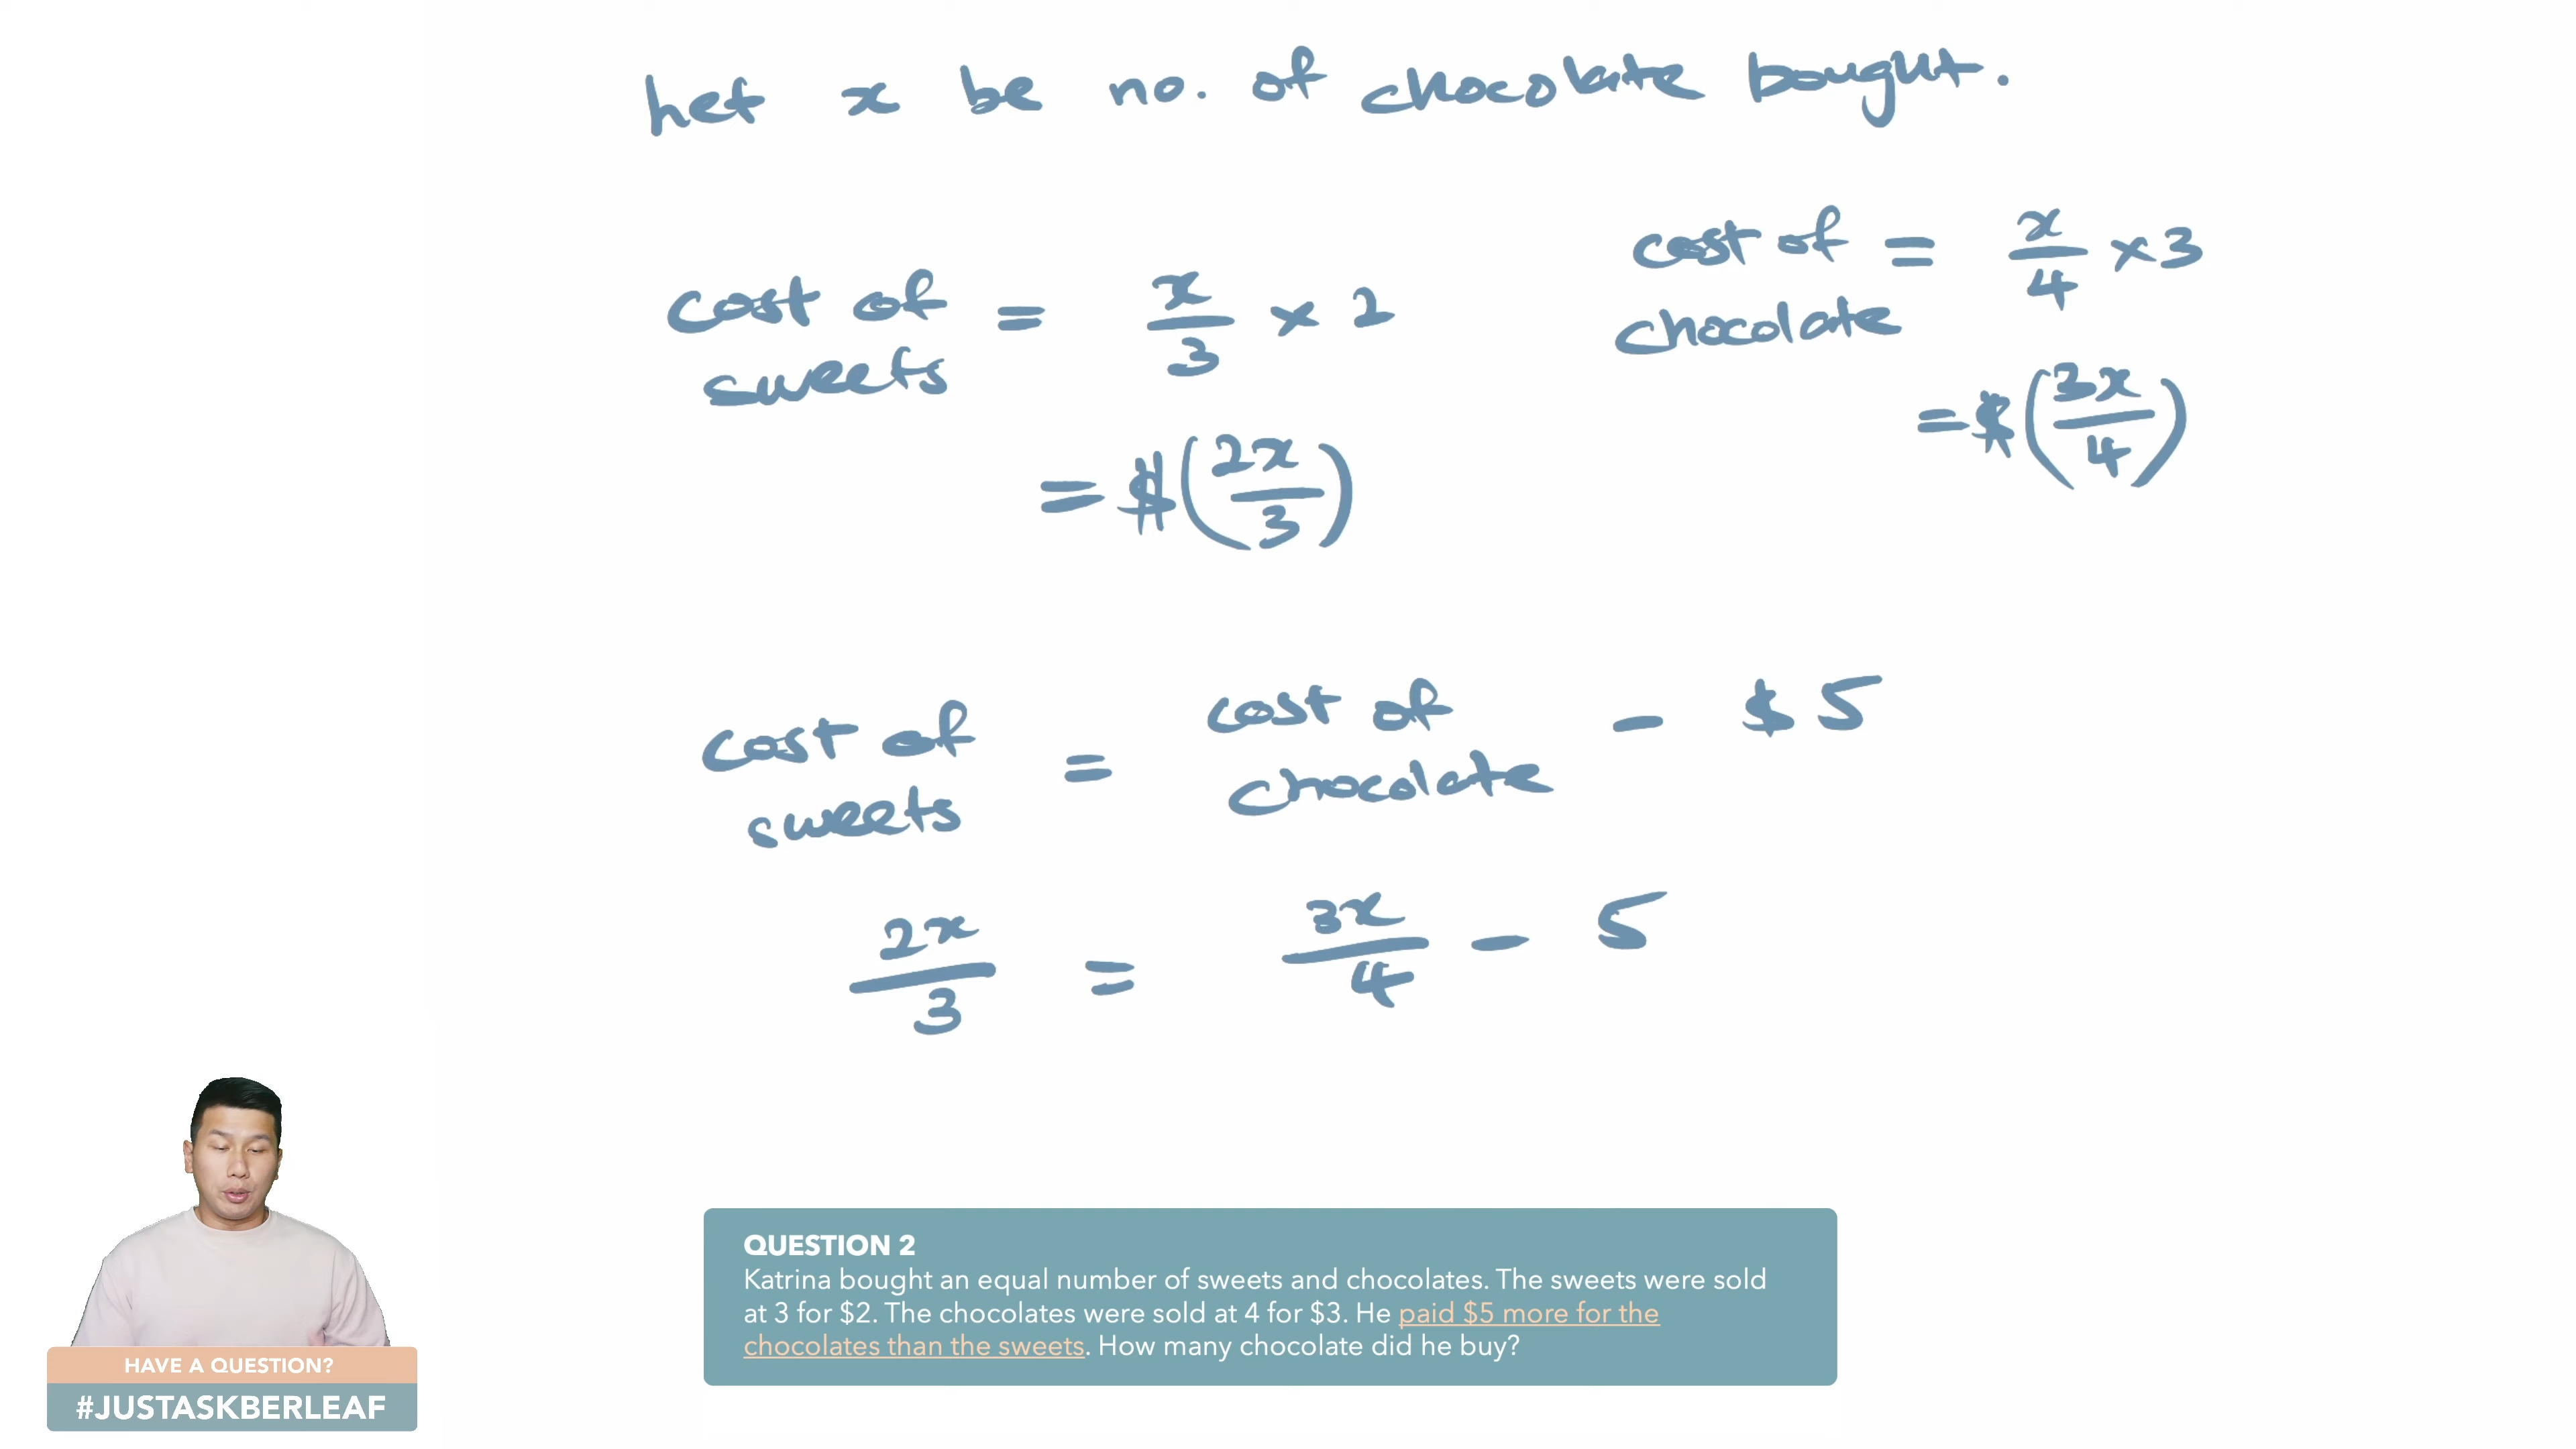 Let x be no. of chocolate bought.
cost of sweets = x/3 × 2
= $(2x/3)
cost of chocolate = x/4 × 3
= $(3x/4)
cost of sweets = cost of chocolate - $5
2x/3 = 3x/4 - 5
QUESTION 2
Katrina bought an equal number of sweets and chocolates. The sweets were sold
at 3 for $2. The chocolates were sold at 4 for $3. He paid $5 more for the
chocolates than the sweets. How many chocolate did he buy?
HAVE A QUESTION?
#JUSTASKBERLEAF